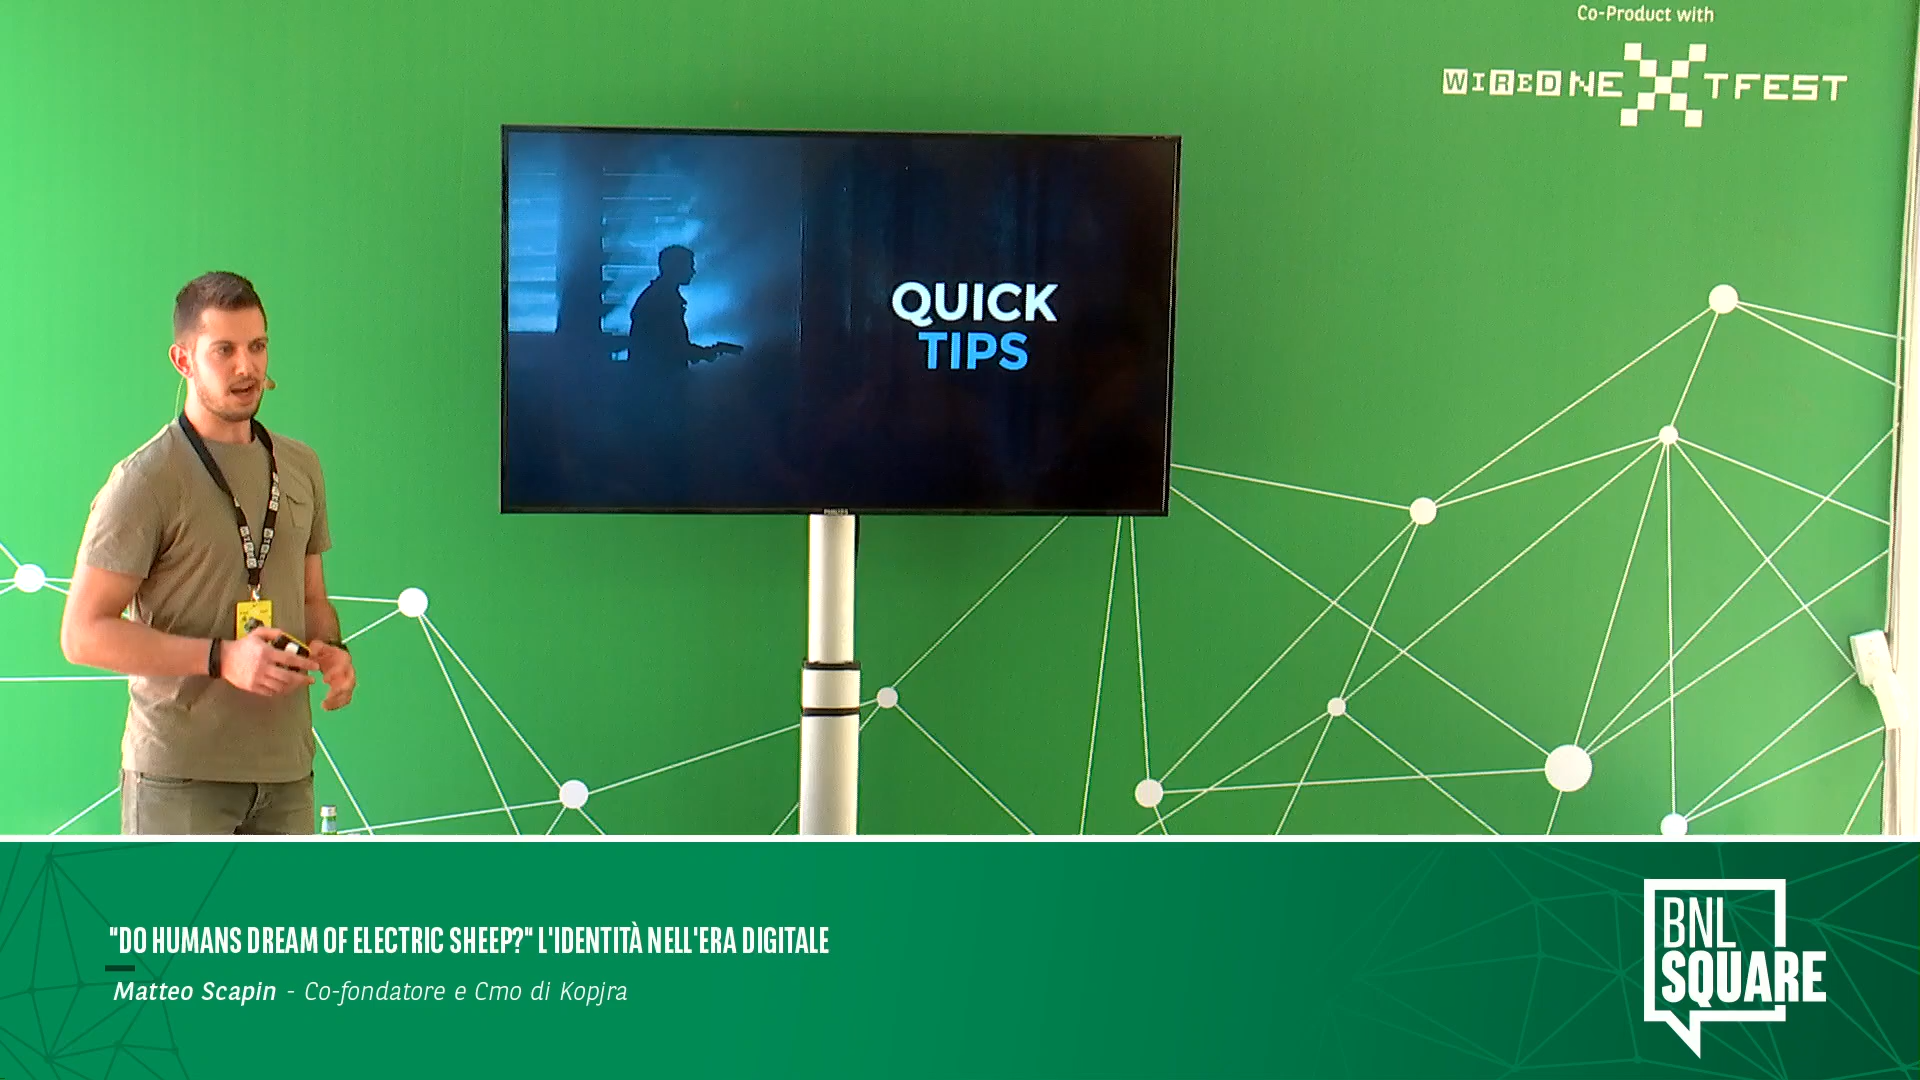 Co-Product with
WIRED NEXTFEST
QUICK
TIPS
PHILIPS
"DO HUMANS DREAM OF ELECTRIC SHEEP?" L'IDENTITÀ NELL'ERA DIGITALE
Matteo Scapin - Co-fondatore e Cmo di Kopjra
BNL
SQUARE